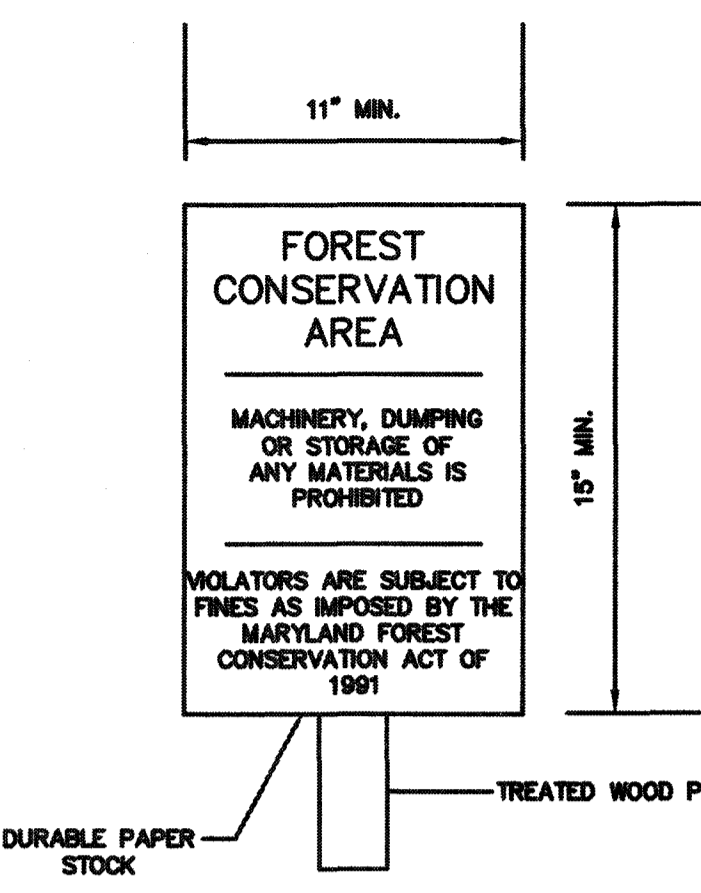 11" MIN.
FOREST
CONSERVATION
AREA
MACHINERY, DUMPING
OR STORAGE OF
ANY MATERIALS IS
PROHIBITED
15" MIN.
VIOLATORS ARE SUBJECT TO
FINES AS IMPOSED BY THE
MARYLAND FOREST
CONSERVATION ACT OF
1991
TREATED WOOD P
DURABLE PAPER
STOCK